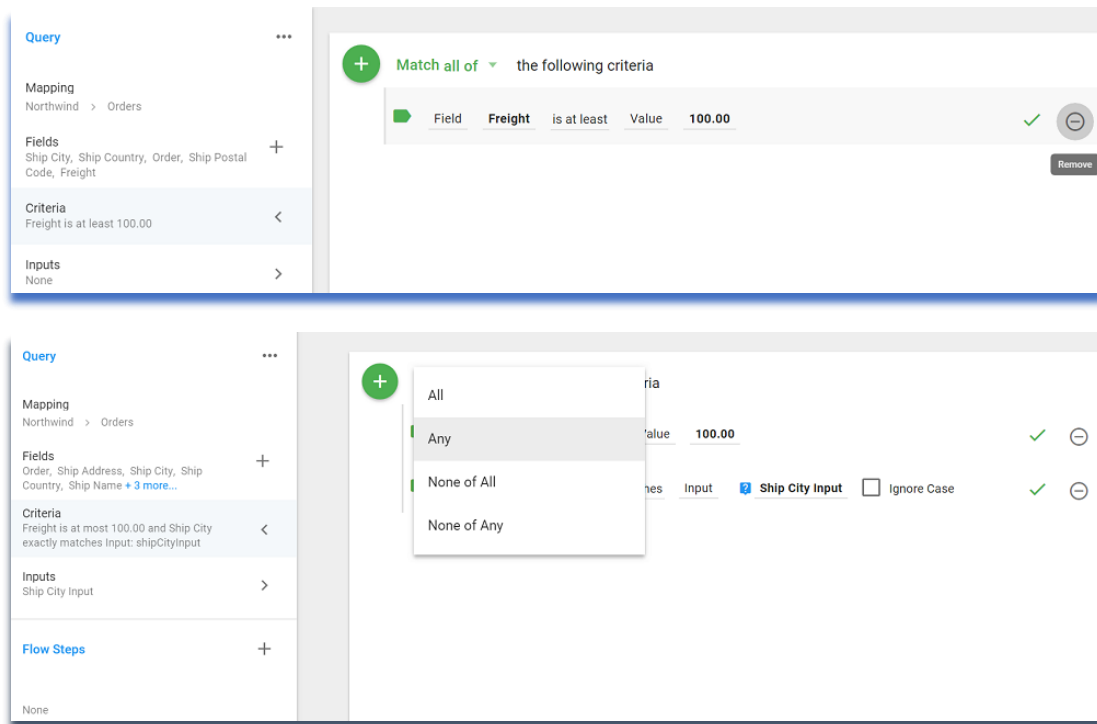 Query
Match all of the following criteria
Mapping
Northwind > Orders
Field Freight is at least Value 100.00
Fields
Ship City, Ship Country, Order, Ship Postal
Code, Freight
Remove
Criteria
Freight is at least 100.00
Inputs
None
Query
All
ria
Mapping
Northwind > Orders
Any
100.00
Fields
Order, Ship Address, Ship City, Ship
Country, Ship Name + 3 more...
None of All
hes Input Ship City Input Ignore Case
Criteria
Freight is at most 100.00 and Ship City
exactly matches Input: shipCityInput
None of Any
Inputs
Ship City Input
Flow Steps
None